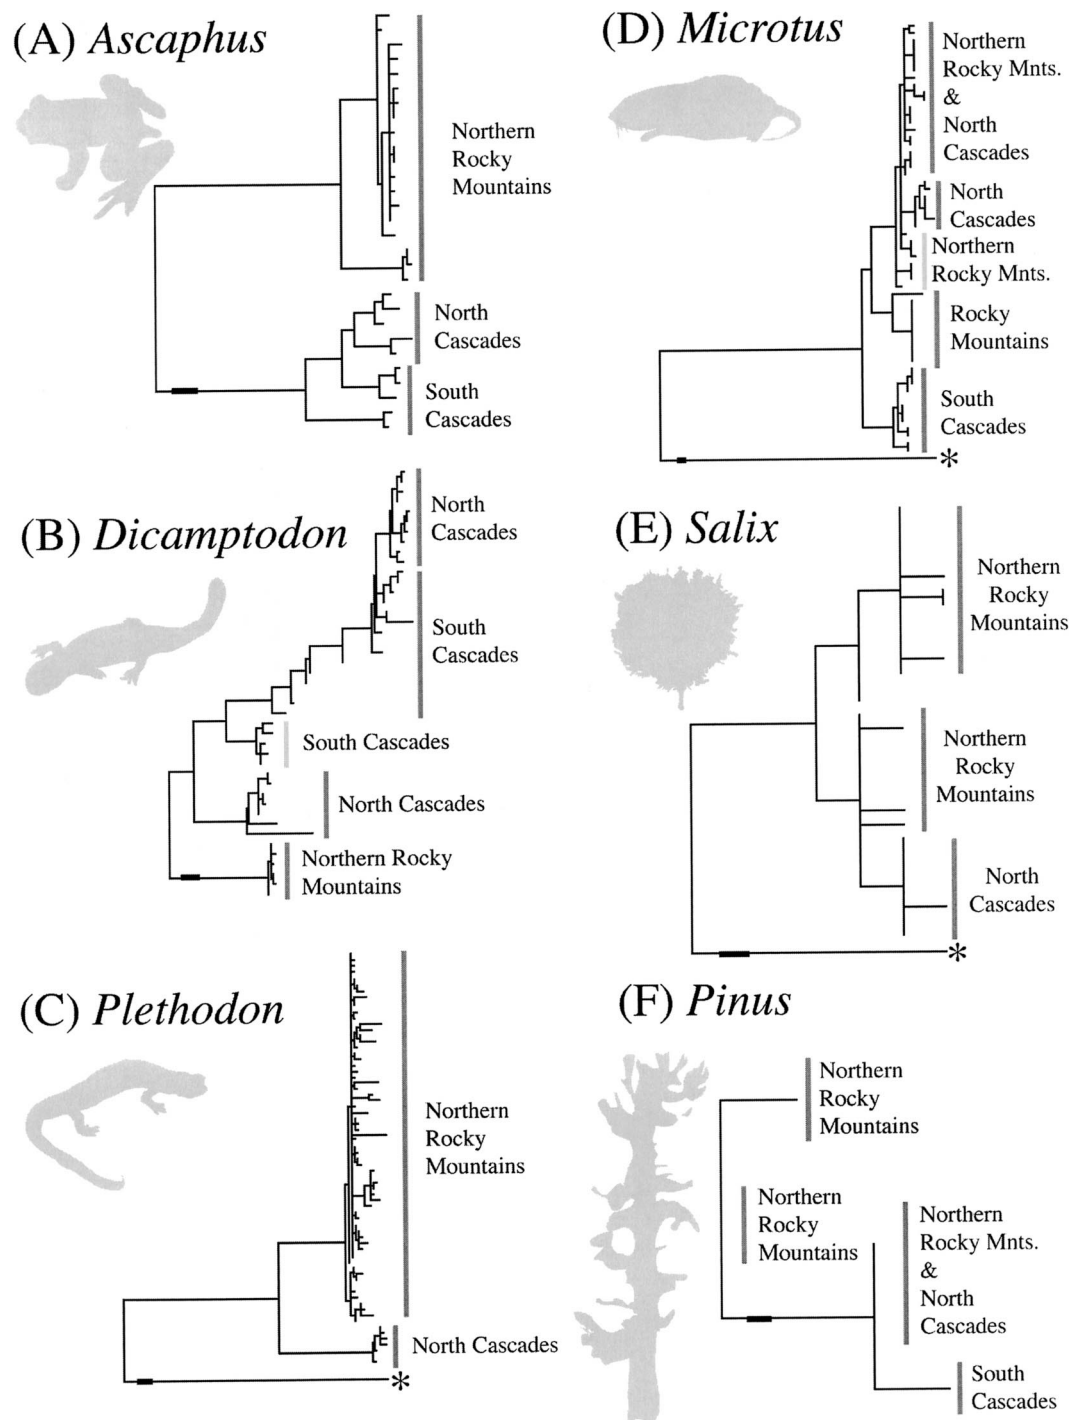 (A) Ascaphus
Northern
Rocky
Mountains
North
Cascades
South
Cascades
(B) Dicamptodon
North
Cascades
South
Cascades
South Cascades
North Cascades
Northern Rocky
Mountains
(C) Plethodon
Northern
Rocky
Mountains
North Cascades
*
(D) Microtus
Northern
Rocky Mnts.
&
North
Cascades
North
Cascades
Northern
Rocky Mnts.
Rocky
Mountains
South
Cascades
*
(E) Salix
Northern
Rocky
Mountains
Northern
Rocky
Mountains
North
Cascades
*
(F) Pinus
Northern
Rocky
Mountains
Northern
Rocky
Mountains
Northern
Rocky Mnts.
&
North
Cascades
South
Cascades